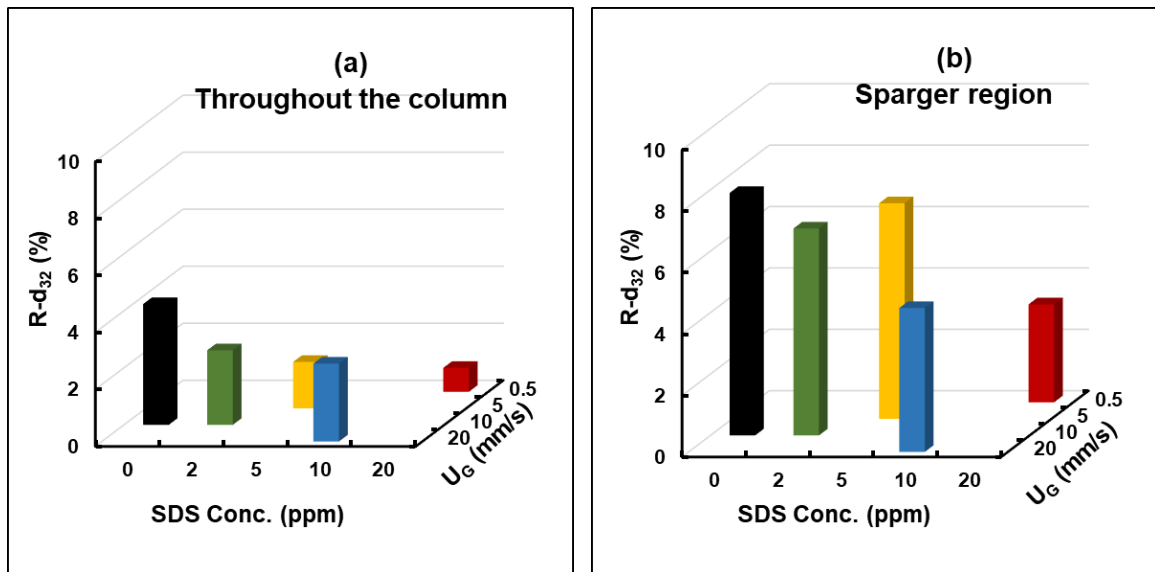 (a)
Throughout the column
10
8
6
4
2
0
R-d32 (%)
0 2 5 10 20
SDS Conc. (ppm)
20 10 5 0.5
UG (mm/s)
(b)
Sparger region
10
8
6
4
2
0
R-d32 (%)
0 2 5 10 20
SDS Conc. (ppm)
20 10 5 0.5
UG (mm/s)